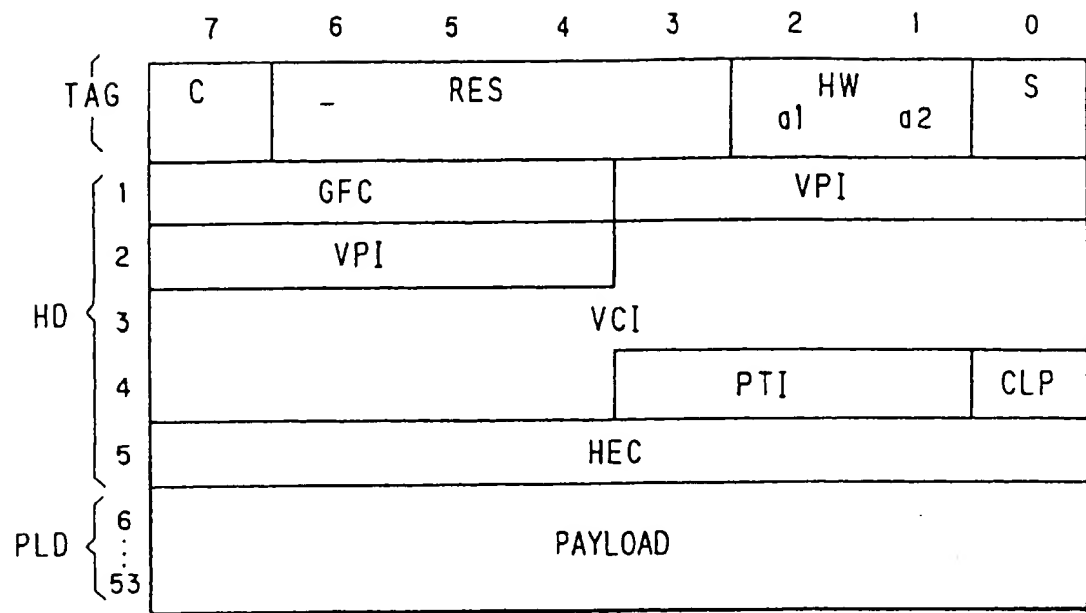 7 6 5 4 3 2 1 0
TAG C _ RES HW S
a1 a2
1 GFC VPI
2 VPI
HD 3 VCI
4 PTI CLP
5 HEC
6
PLD : PAYLOAD
53